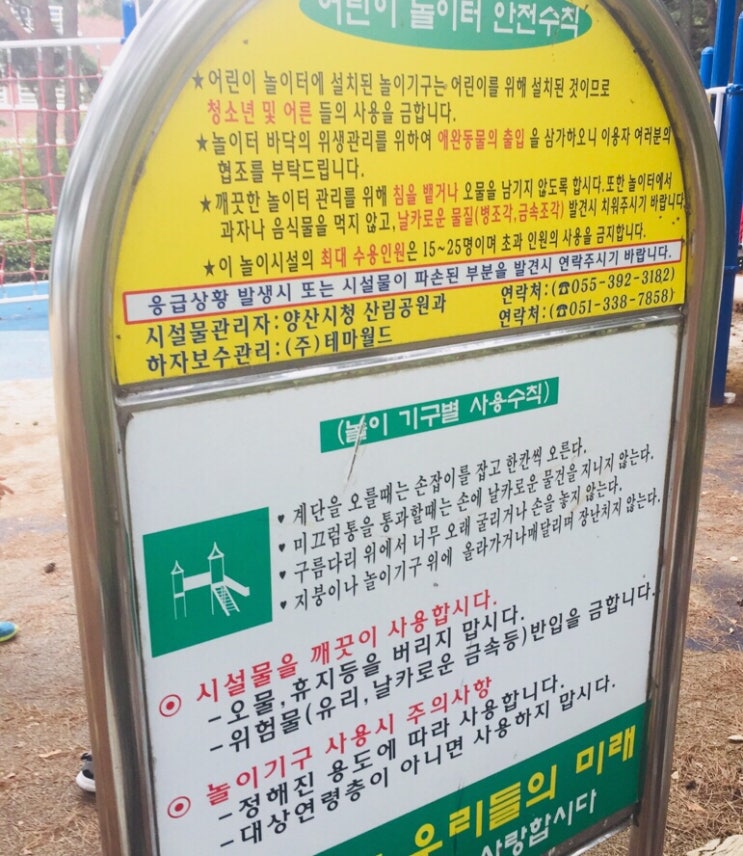 어린이 놀이터 안전수칙
★어린이 놀이터에 설치된 놀이기구는 어린이를 위해 설치된 것이므로
청소년 및 어른 들의 사용을 금합니다.
★놀이터 바닥의 위생관리를 위하여 애완동물의 출입 을 삼가하오니 이용자 여러분의
협조를 부탁드립니다.
★깨끗한 놀이터 관리를 위해 침을 뱉거나 오물을 남기지 않도록 합시다. 또한 놀이터에서
과자나 음식물을 먹지 않고, 날카로운 물질(병조각,금속조각) 발견시 치워주시기 바랍니다.
★이 놀이시설의 최대 수용인원은 15~25명이며 초과 인원의 사용을 금지합니다.
응급상황 발생시 또는 시설물이 파손된 부분을 발견시 연락주시기 바랍니다.
시설물관리자:양산시청 산림공원과 연락처:(☎055-392-3182)
하자보수관리:(주)테마월드 연락처:(☎051-338-7858)
(놀이 기구별 사용수칙)
♥ 계단을 오를때는 손잡이를 잡고 한칸씩 오른다.
♥ 미끄럼통을 통과할때는 손에 날카로운 물건을 지니지 않는다.
♥ 구름다리 위에서 너무 오래 굴리거나 손을 놓지 않는다.
♥ 지붕이나 놀이기구 위에 올라가거나매달리며 장난치지 않는다.
◉ 시설물을 깨끗이 사용합시다.
-오물,휴지등을 버리지 맙시다.
-위험물(유리,날카로운 금속등)반입을 금합니다.
◉ 놀이기구 사용시 주의사항
-정해진 용도에 따라 사용합니다.
-대상연령층이 아니면 사용하지 맙시다.
우리들의 미래
사랑합시다